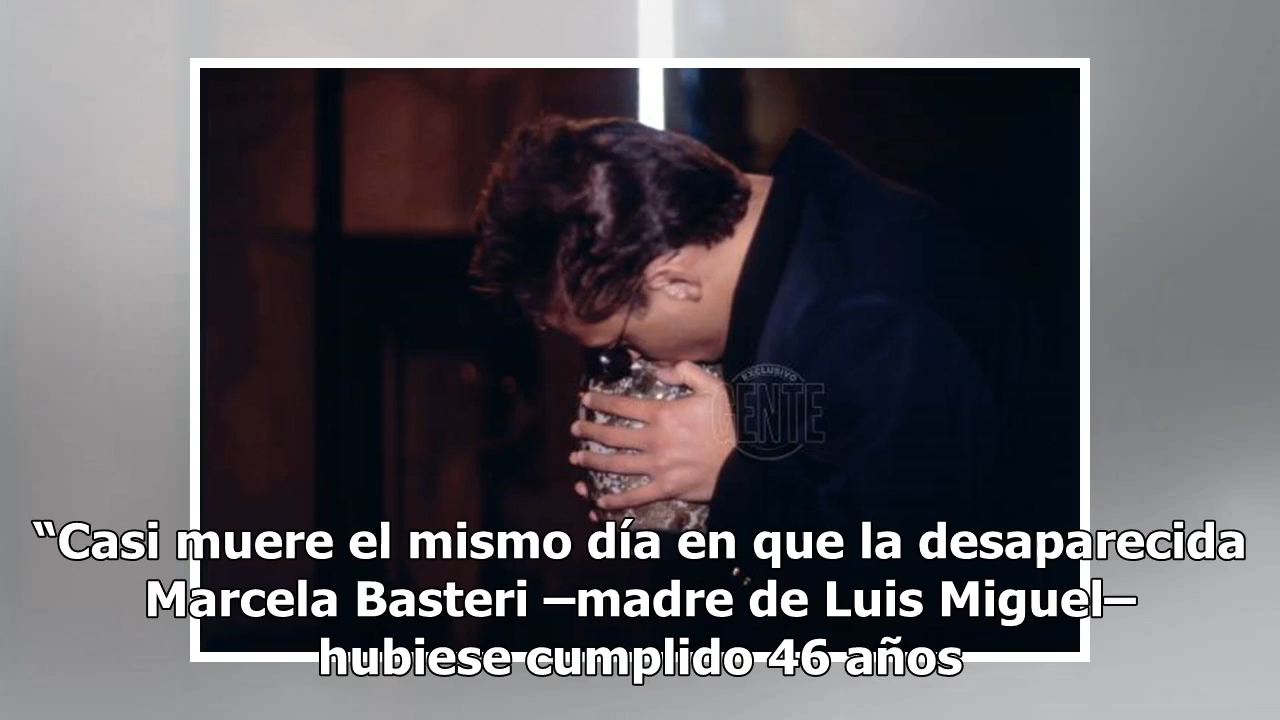 EXCLUSIVO
GENTE
“Casi muere el mismo día en que la desaparecida
Marcela Basteri —madre de Luis Miguel—
hubiese cumplido 46 años